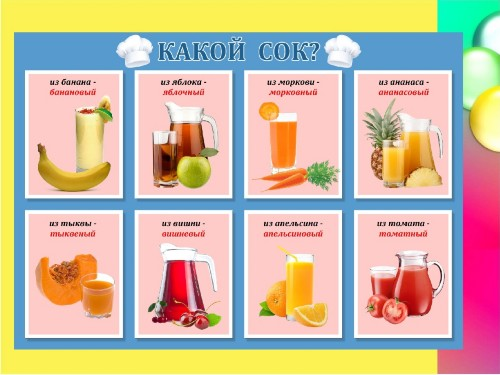 КАКОЙ СОК?
из банана -
банановый
из яблока -
яблочный
из моркови -
морковный
из ананаса -
ананасовый
из тыквы -
тыквеный
из вишни -
вишневый
из апельсина -
апельсиновый
из томата -
томатный